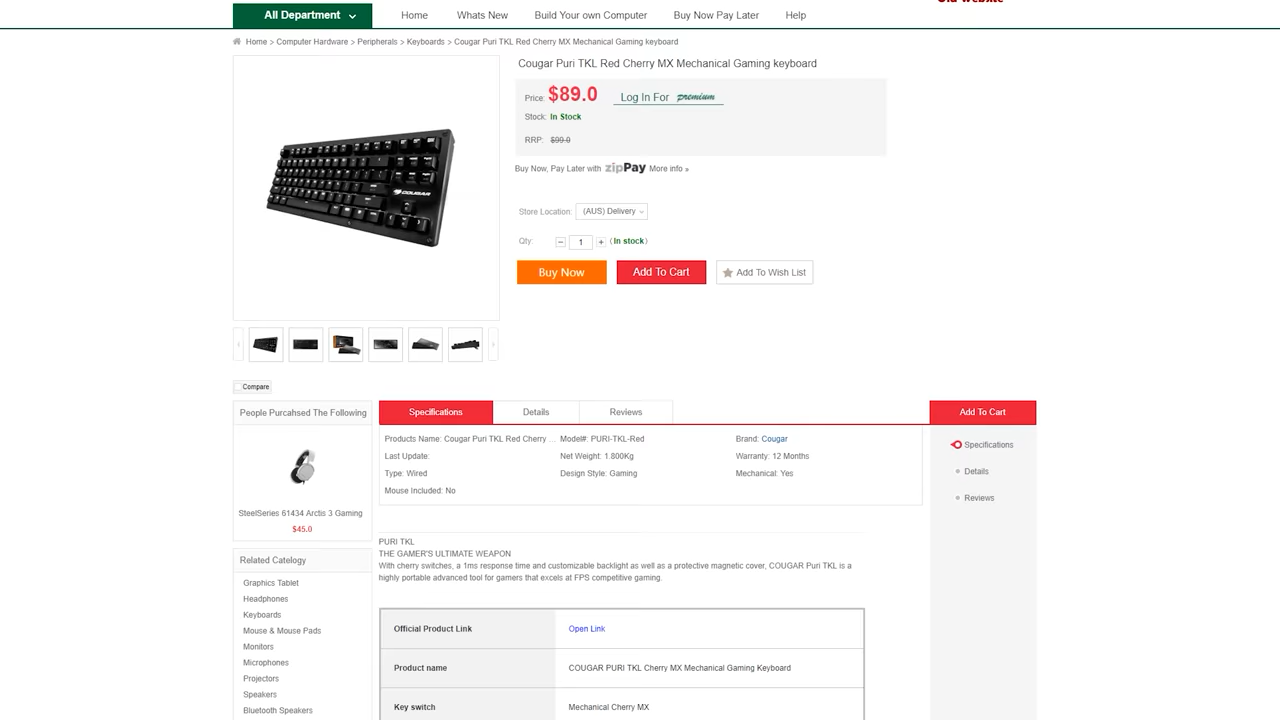 Old website
All Department
Home
Whats New
Build Your own Computer
Buy Now Pay Later
Help
Home > Computer Hardware > Peripherals > Keyboards > Cougar Puri TKL Red Cherry MX Mechanical Gaming keyboard
Cougar Puri TKL Red Cherry MX Mechanical Gaming keyboard
Price: $89.0 Log In For premium
Stock: In Stock
RRP: $99.0
Buy Now, Pay Later with zipPay More info »
Store Location: (AUS) Delivery
Qty: − 1 + (In stock)
Buy Now
Add To Cart
Add To Wish List
COUGAR
Compare
People Purcahsed The Following
SteelSeries 61434 Arctis 3 Gaming
$45.0
Related Catelogy
Graphics Tablet
Headphones
Keyboards
Mouse & Mouse Pads
Monitors
Microphones
Projectors
Speakers
Bluetooth Speakers
Specifications
Details
Reviews
Products Name: Cougar Puri TKL Red Cherry ...
Model#: PURI-TKL-Red
Brand: Cougar
Last Update:
Net Weight: 1.800Kg
Warranty: 12 Months
Type: Wired
Design Style: Gaming
Mechanical: Yes
Mouse Included: No
PURI TKL
THE GAMER'S ULTIMATE WEAPON
With cherry switches, a 1ms response time and customizable backlight as well as a protective magnetic cover, COUGAR Puri TKL is a
highly portable advanced tool for gamers that excels at FPS competitive gaming.
Official Product Link
Open Link
Product name
COUGAR PURI TKL Cherry MX Mechanical Gaming Keyboard
Key switch
Mechanical Cherry MX
Add To Cart
Specifications
Details
Reviews